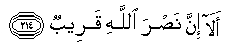 أَلَآ إِنَّ نَصْرَ ٱللَّهِ قَرِيبٌ ۝٢١٤